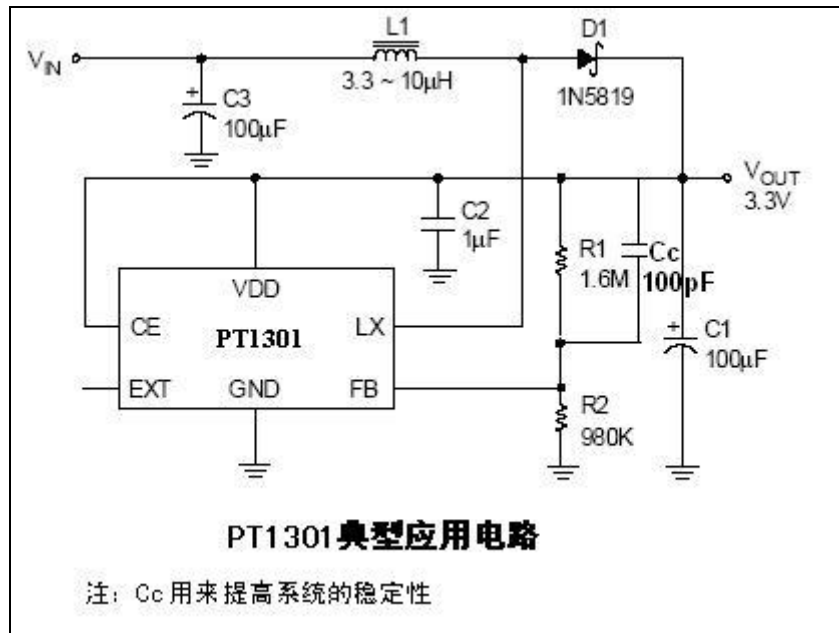 L1
D1
V_IN
3.3 ~ 10μH
1N5819
+
C3
100μF
V_OUT
3.3V
C2
1μF
R1
1.6M
Cc
100pF
VDD
CE
PT1301
LX
+
C1
100μF
EXT
GND
FB
R2
980K
PT1301典型应用电路
注：Cc用来提高系统的稳定性